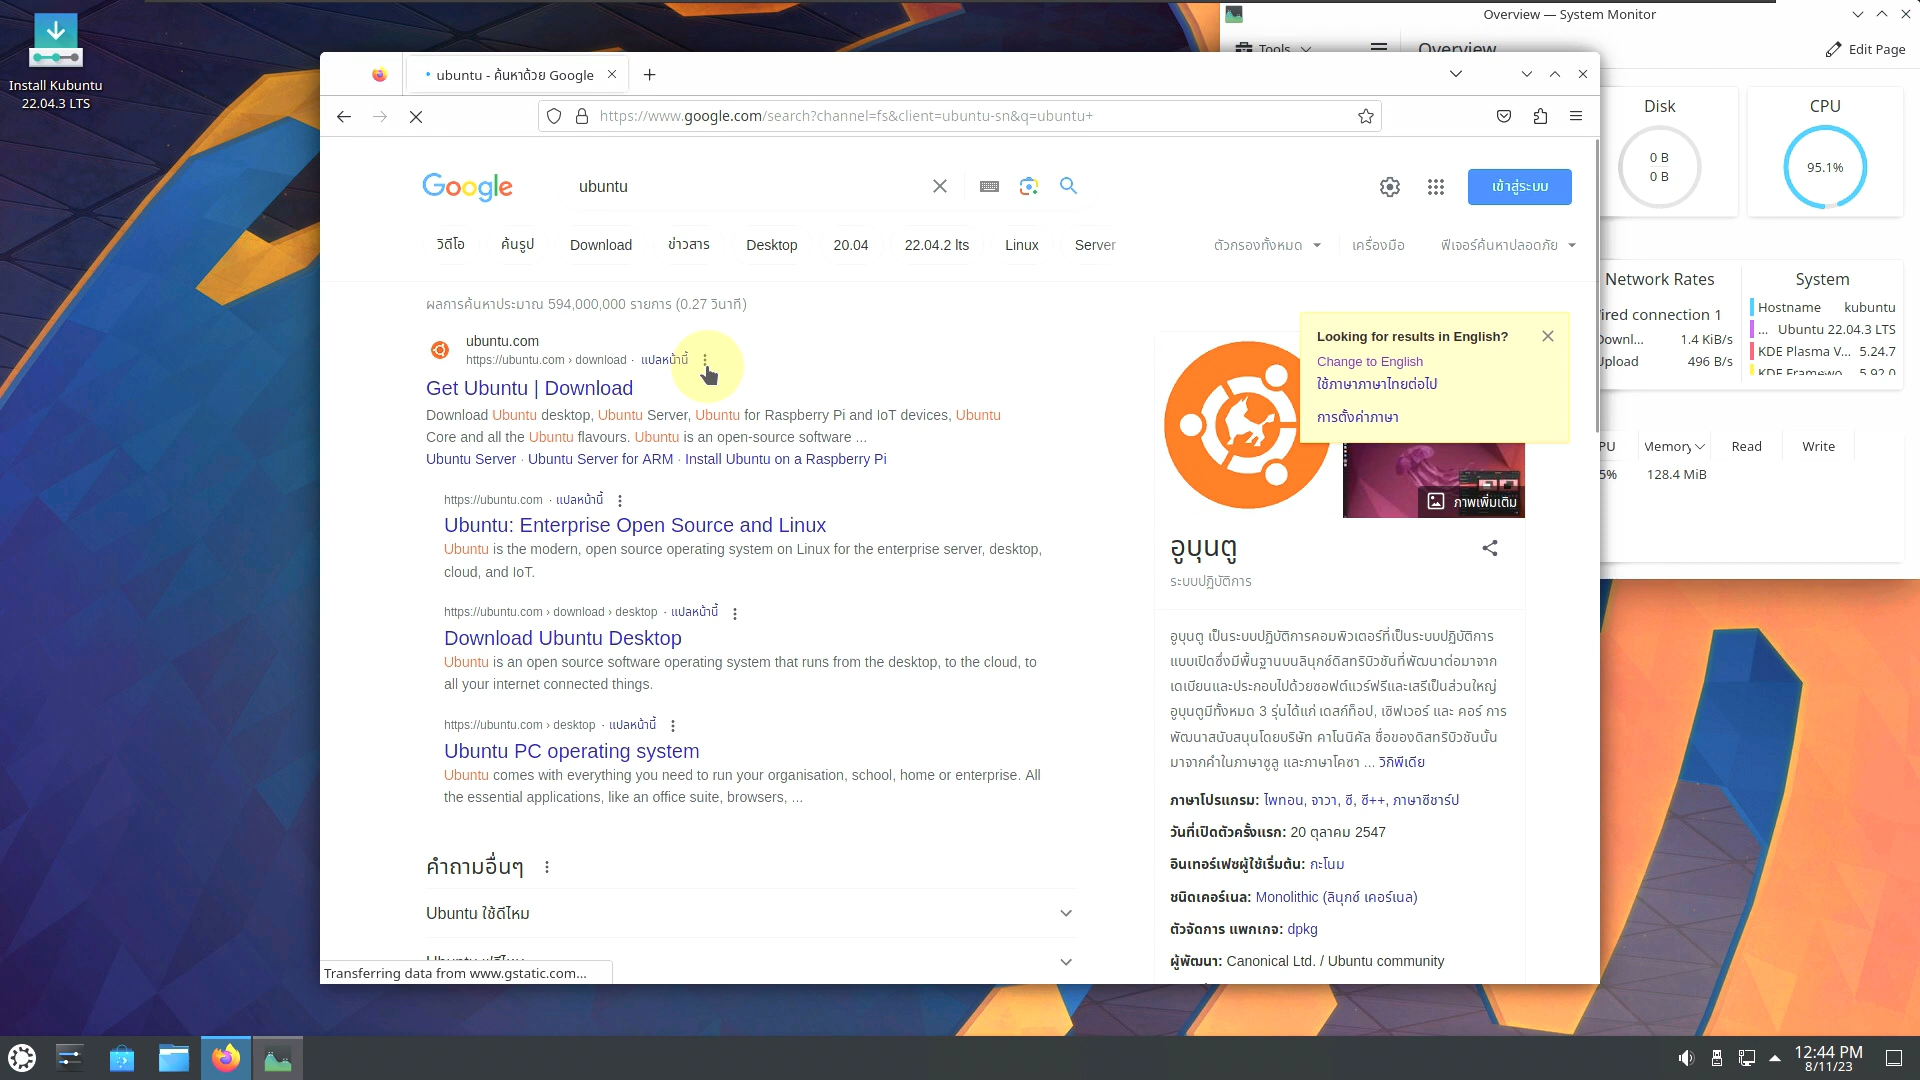 Install Kubuntu
22.04.3 LTS
Overview — System Monitor
Tools
Overview
Edit Page
ubuntu - ค้นหาด้วย Google
https://www.google.com/search?channel=fs&client=ubuntu-sn&q=ubuntu+
Disk
0 B
0 B
CPU
95.1%
Google
ubuntu
เข้าสู่ระบบ
วิดีโอ
ค้นรูป
Download
ข่าวสาร
Desktop
20.04
22.04.2 lts
Linux
Server
ตัวกรองทั้งหมด
เครื่องมือ
ฟีเจอร์ค้นหาปลอดภัย
ผลการค้นหาประมาณ 594,000,000 รายการ (0.27 วินาที)
ubuntu.com
https://ubuntu.com › download · แปลหน้านี้
Get Ubuntu | Download
Download Ubuntu desktop, Ubuntu Server, Ubuntu for Raspberry Pi and IoT devices, Ubuntu
Core and all the Ubuntu flavours. Ubuntu is an open-source software ...
Ubuntu Server · Ubuntu Server for ARM · Install Ubuntu on a Raspberry Pi
https://ubuntu.com · แปลหน้านี้
Ubuntu: Enterprise Open Source and Linux
Ubuntu is the modern, open source operating system on Linux for the enterprise server, desktop,
cloud, and IoT.
https://ubuntu.com › download › desktop · แปลหน้านี้
Download Ubuntu Desktop
Ubuntu is an open source software operating system that runs from the desktop, to the cloud, to
all your internet connected things.
https://ubuntu.com › desktop · แปลหน้านี้
Ubuntu PC operating system
Ubuntu comes with everything you need to run your organisation, school, home or enterprise. All
the essential applications, like an office suite, browsers, ...
คำถามอื่นๆ
Ubuntu ใช้ดีไหม
Transferring data from www.gstatic.com...
Looking for results in English?
Change to English
ใช้ภาษาภาษาไทยต่อไป
การตั้งค่าภาษา
ภาพเพิ่มเติม
อูบุนตู
ระบบปฏิบัติการ
อูบุนตู เป็นระบบปฏิบัติการคอมพิวเตอร์ที่เป็นระบบปฏิบัติการ
แบบเปิดซึ่งมีพื้นฐานบนลินุกซ์ดิสทริบิวชันที่พัฒนาต่อมาจาก
เดเบียนและประกอบไปด้วยซอฟต์แวร์ฟรีและเสรีเป็นส่วนใหญ่
อูบุนตูมีทั้งหมด 3 รุ่นได้แก่ เดสก์ท็อป, เซิฟเวอร์ และ คอร์ การ
พัฒนาสนับสนุนโดยบริษัท คาโนนิคัล ชื่อของดิสทริบิวชันนั้น
มาจากคำในภาษาซูลู และภาษาโคซา ... วิกิพีเดีย
ภาษาโปรแกรม: ไพทอน, จาวา, ซี, ซี++, ภาษาซีชาร์ป
วันที่เปิดตัวครั้งแรก: 20 ตุลาคม 2547
อินเทอร์เฟซผู้ใช้เริ่มต้น: กะโนม
ชนิดเคอร์เนล: Monolithic (ลินุกซ์ เคอร์เนล)
ตัวจัดการ แพกเกจ: dpkg
ผู้พัฒนา: Canonical Ltd. / Ubuntu community
Network Rates
connection 1
1.4 KiB/s
496 B/s
System
Hostname kubuntu
... Ubuntu 22.04.3 LTS
KDE Plasma V... 5.24.7
KDE Framewo... 5.92.0
Memory
Read
Write
128.4 MiB
12:44 PM
8/11/23